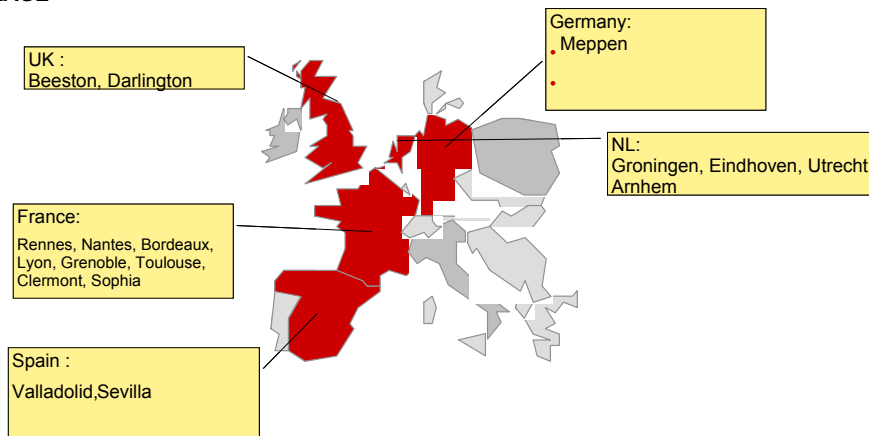 UK :
Beeston, Darlington
Germany:
• Meppen
•
NL:
Groningen, Eindhoven, Utrecht
Arnhem
France:
Rennes, Nantes, Bordeaux,
Lyon, Grenoble, Toulouse,
Clermont, Sophia
Spain :
Valladolid,Sevilla